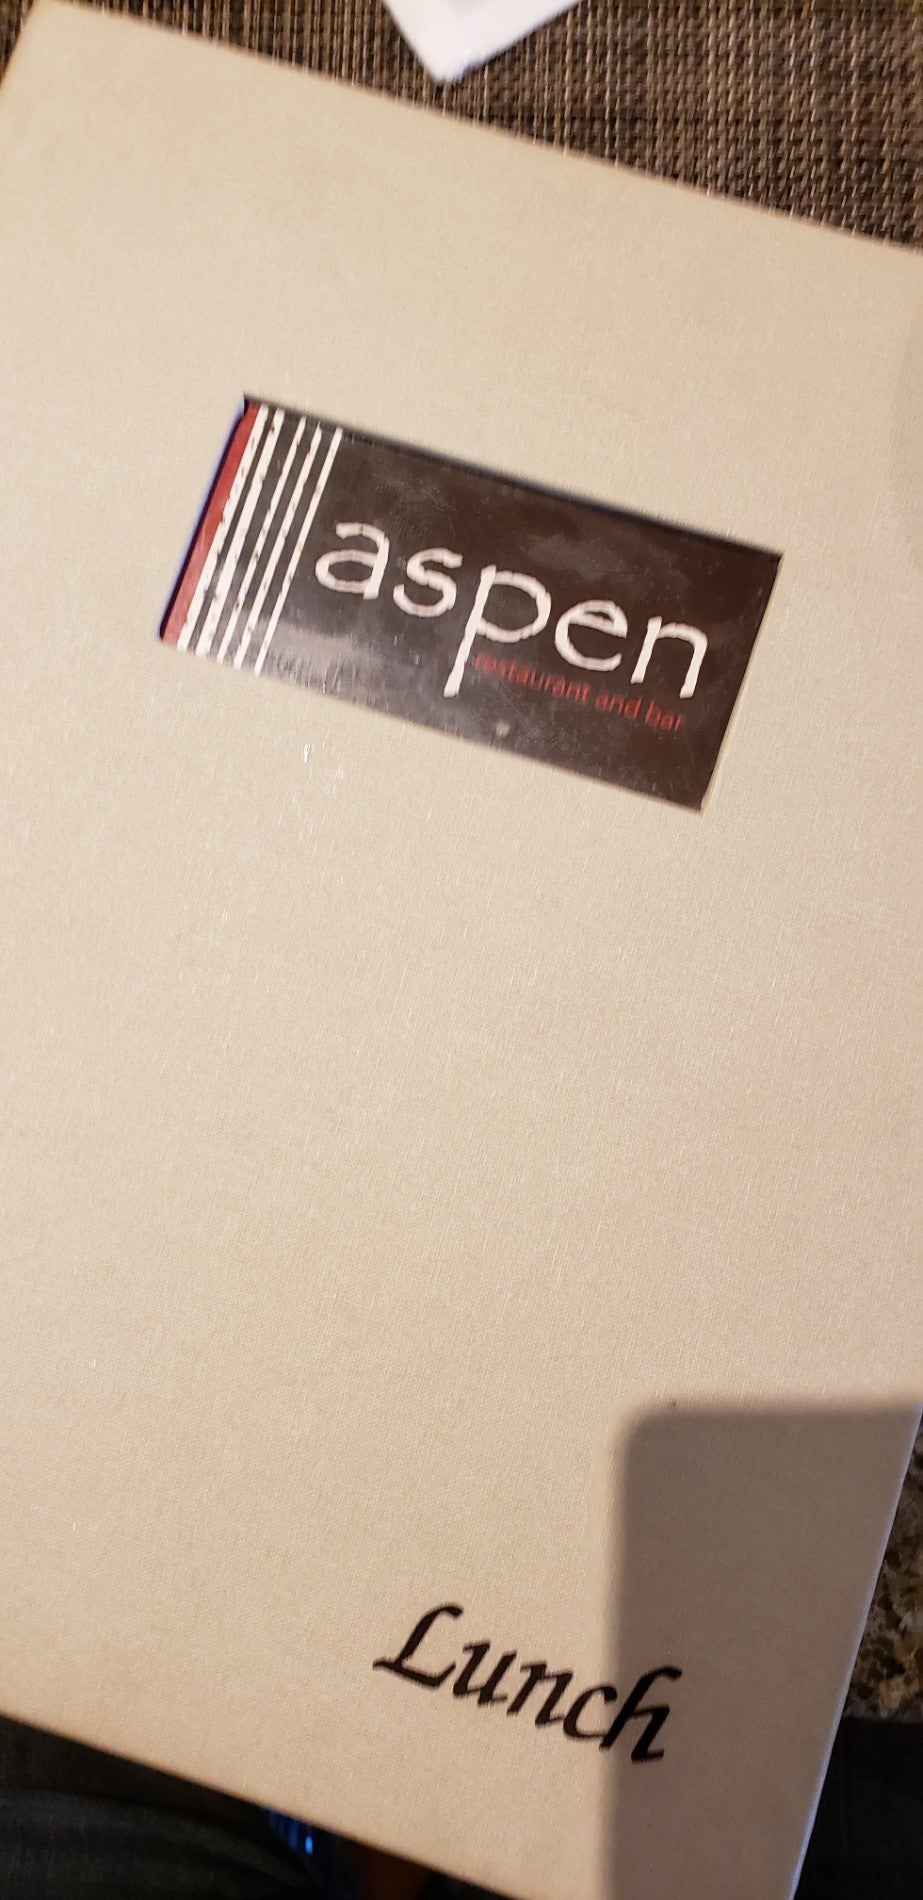 aspen
restaurant and bar
Lunch